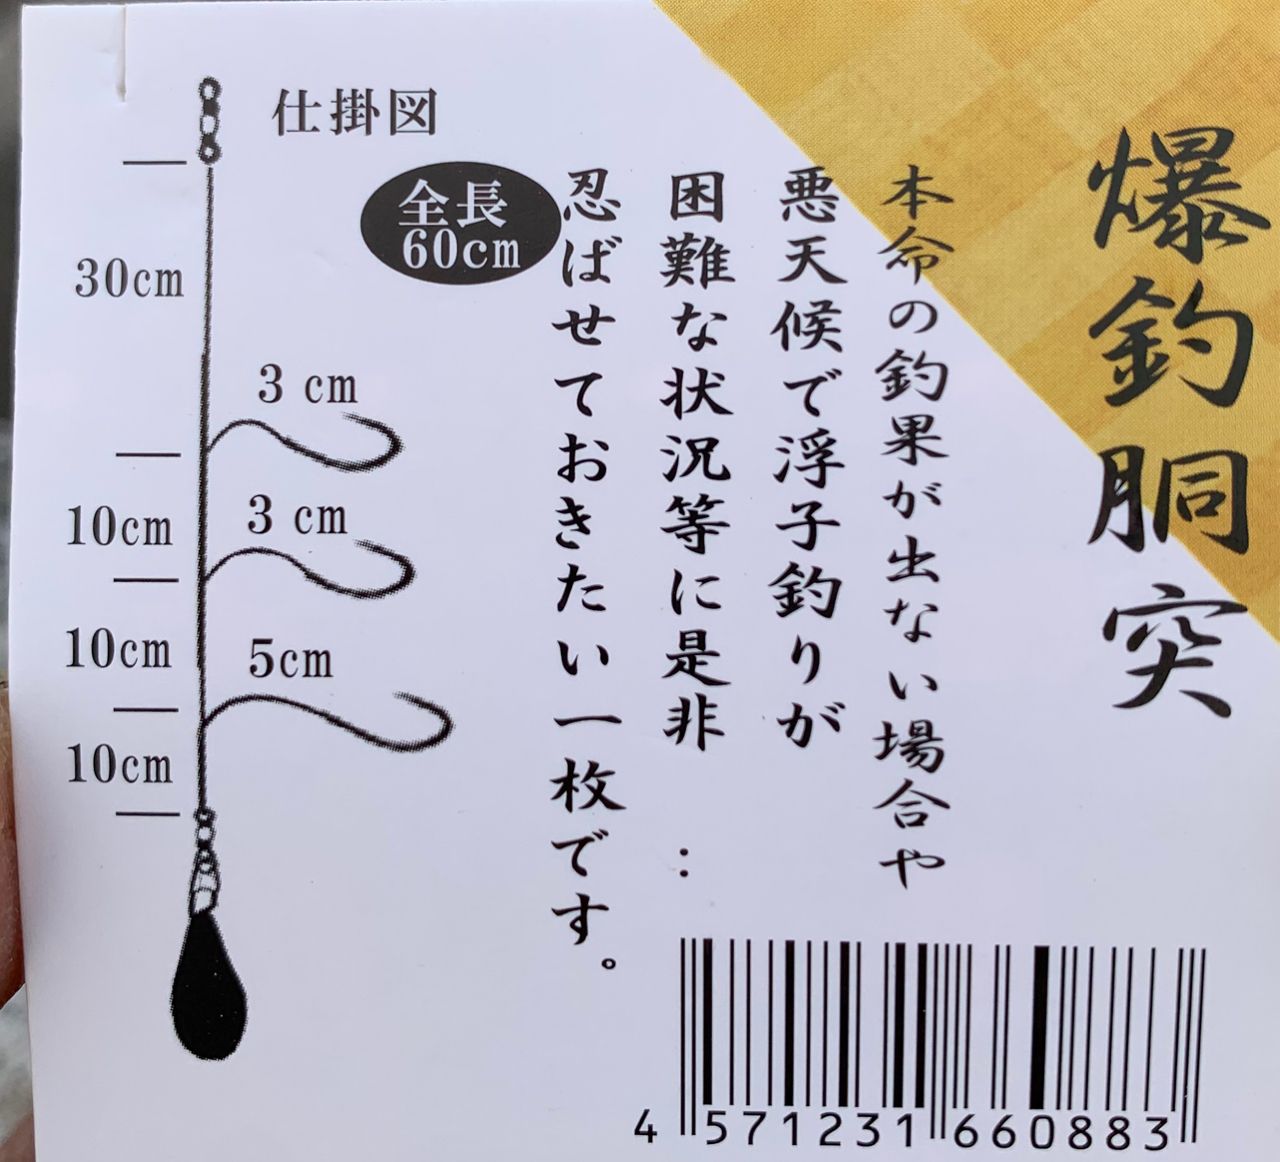 爆釣胴突
本命の釣果が出ない場合や
悪天候で浮子釣りが
困難な状況等に是非:
忍ばせておきたい一枚です。
仕掛図
全長
60cm
30cm
3 cm
10cm
3 cm
10cm
5cm
10cm
4 571231 660883